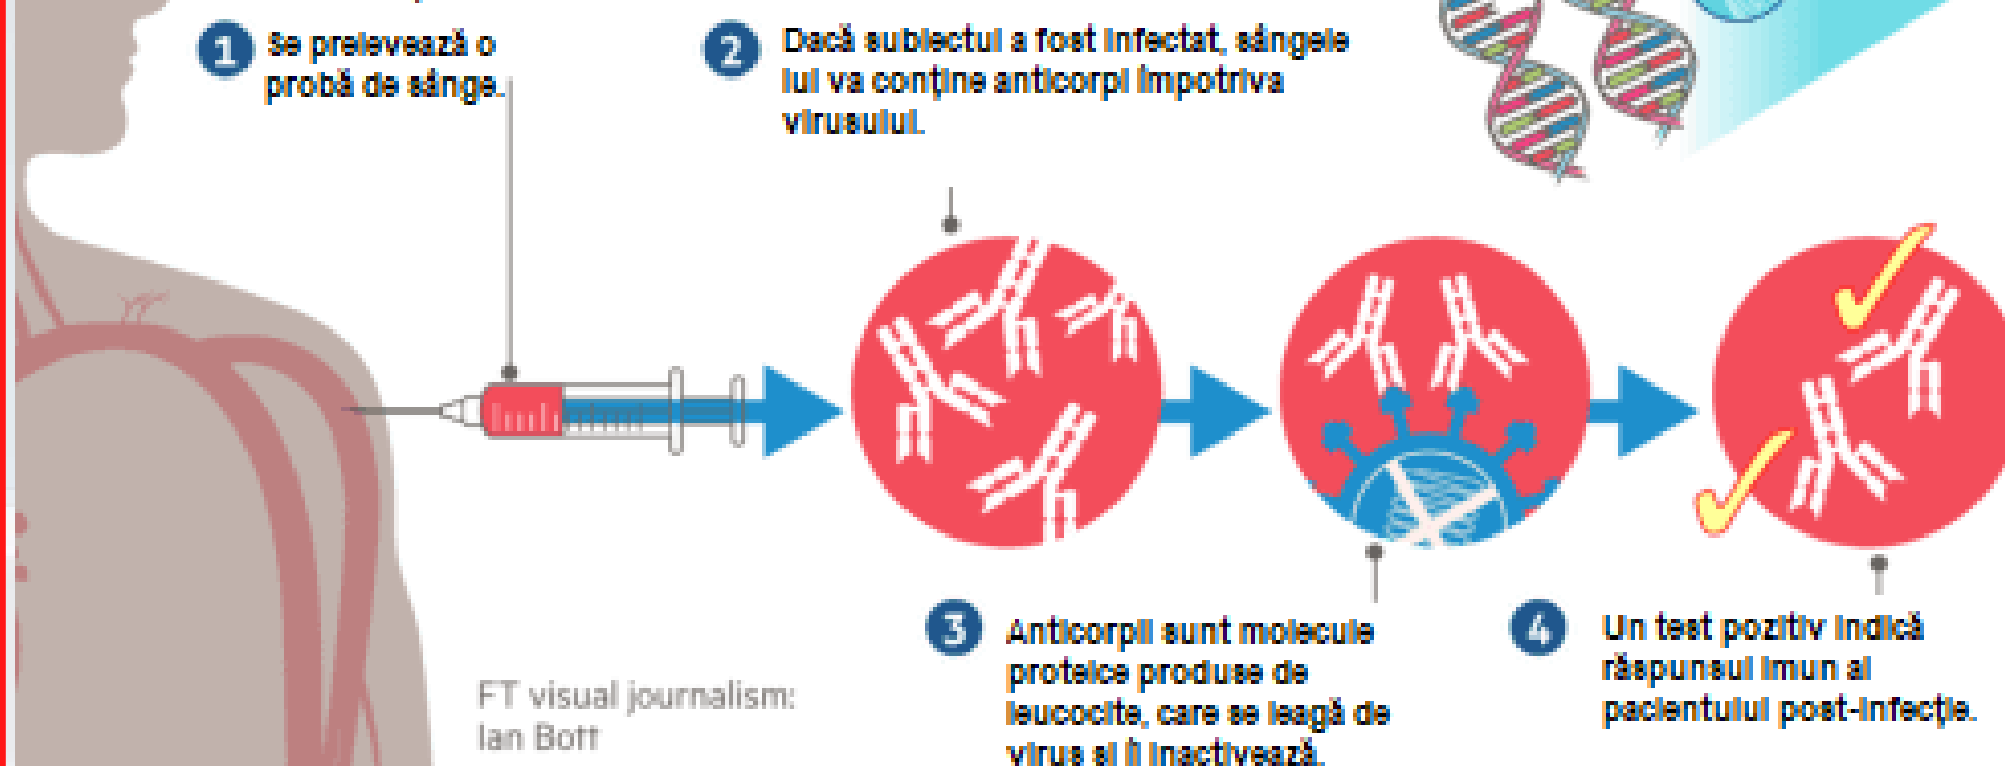 1 Se prelevează o
probă de sânge.
2 Dacă subiectul a fost infectat, sângele
lui va conține anticorpi împotriva
virusului.
3 Anticorpii sunt molecule
proteice produse de
leucocite, care se leagă de
virus si îl inactivează.
4 Un test pozitiv indică
răspunsul imun al
pacientului post-infecție.
FT visual journalism:
Ian Bott